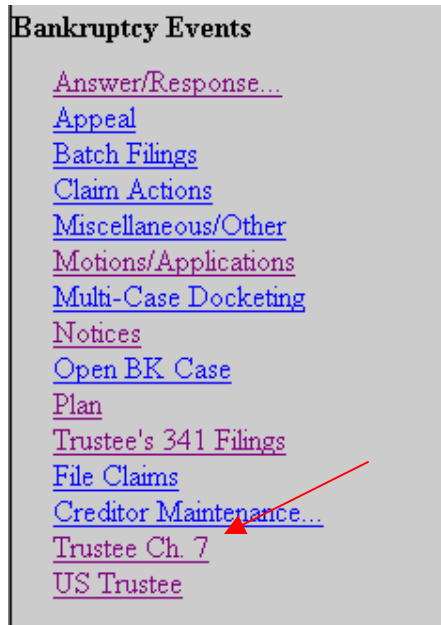 Bankruptcy Events
Answer/Response...
Appeal
Batch Filings
Claim Actions
Miscellaneous/Other
Motions/Applications
Multi-Case Docketing
Notices
Open BK Case
Plan
Trustee's 341 Filings
File Claims
Creditor Maintenance...
Trustee Ch. 7
US Trustee